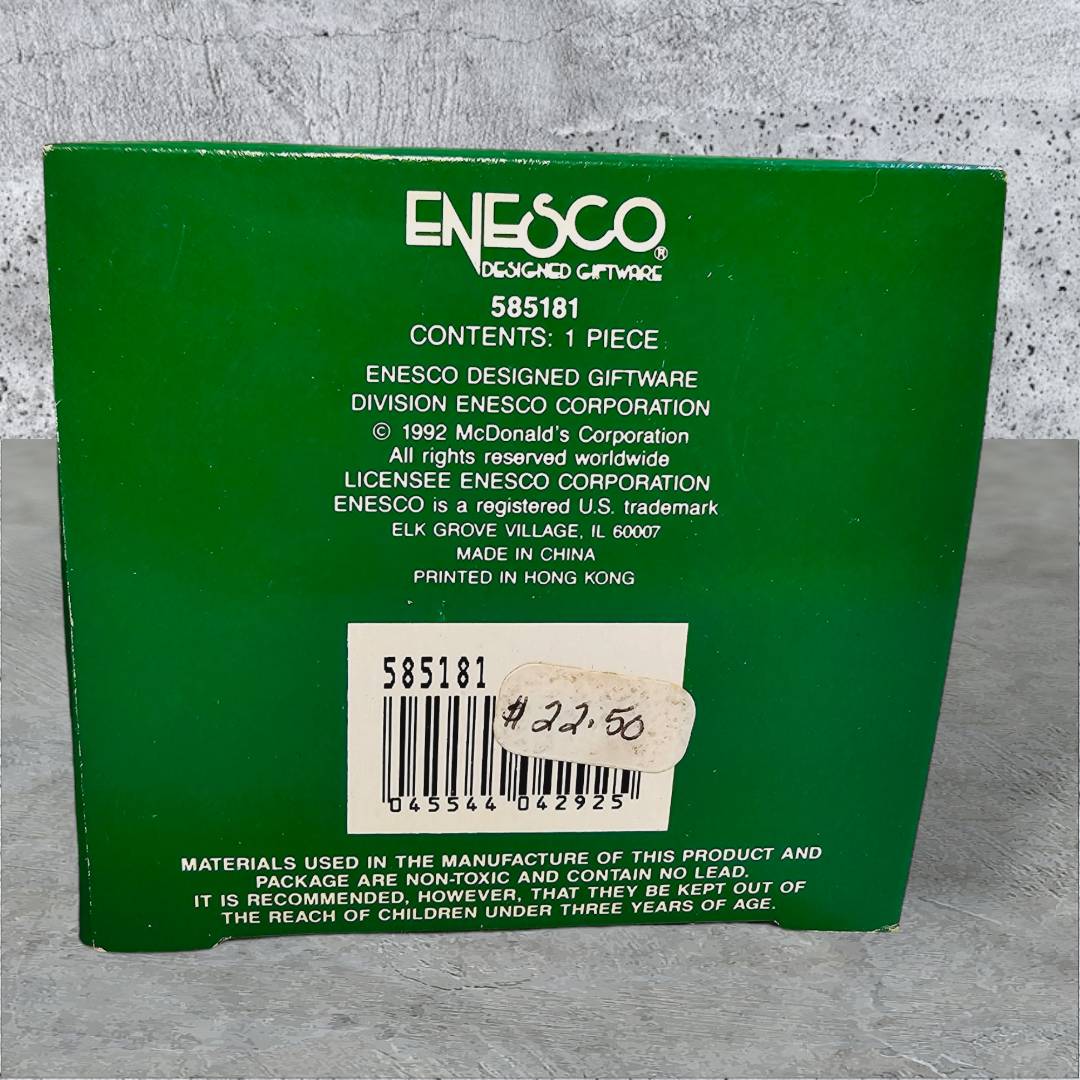 ENESCO®
DESIGNED GIFTWARE
585181
CONTENTS: 1 PIECE
ENESCO DESIGNED GIFTWARE
DIVISION ENESCO CORPORATION
© 1992 McDonald's Corporation
All rights reserved worldwide
LICENSEE ENESCO CORPORATION
ENESCO is a registered U.S. trademark
ELK GROVE VILLAGE, IL 60007
MADE IN CHINA
PRINTED IN HONG KONG
585181
$22.50
045544 042925
MATERIALS USED IN THE MANUFACTURE OF THIS PRODUCT AND
PACKAGE ARE NON-TOXIC AND CONTAIN NO LEAD.
IT IS RECOMMENDED, HOWEVER, THAT THEY BE KEPT OUT OF
THE REACH OF CHILDREN UNDER THREE YEARS OF AGE.